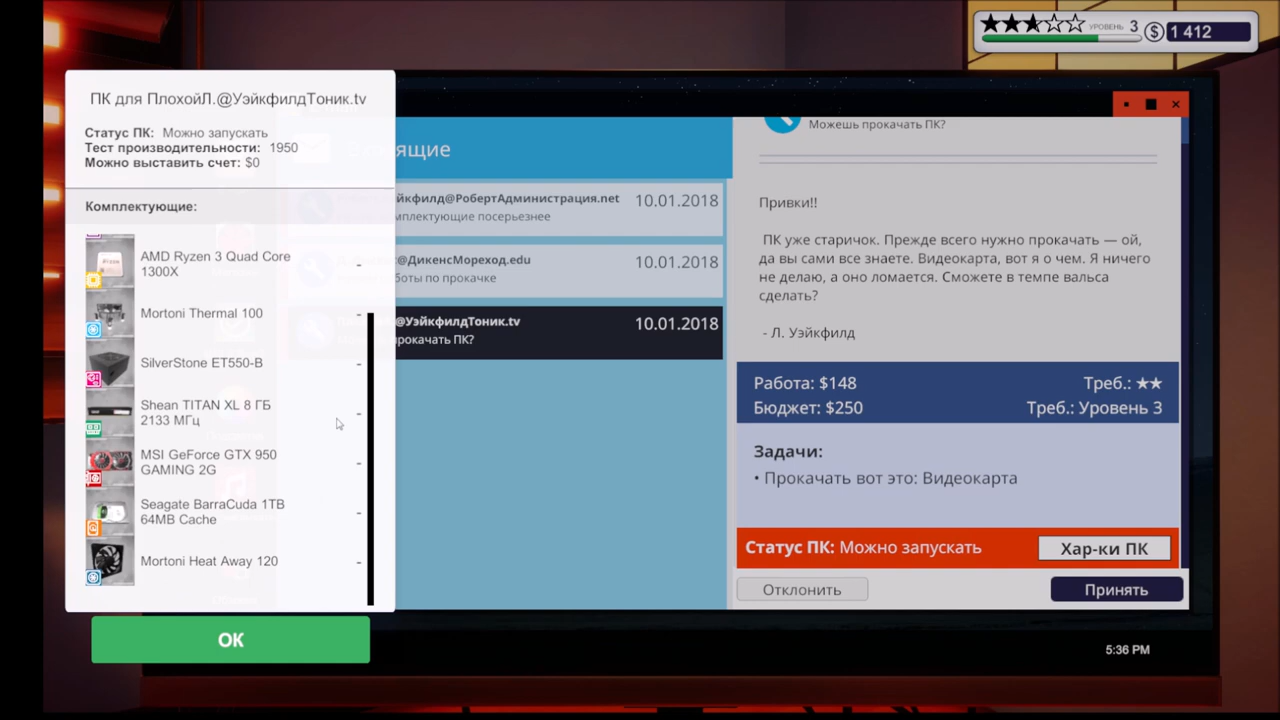 УРОВЕНЬ 3
$ 1 412
ПК для ПлохойЛ.@УэйкфилдТоник.tv
Статус ПК: Можно запускать
Тест производительности: 1950
Можно выставить счет: $0
Комплектующие:
AMD Ryzen 3 Quad Core
1300X
-
Mortoni Thermal 100
-
SilverStone ET550-B
-
Shean TITAN XL 8 ГБ
2133 МГц
-
MSI GeForce GTX 950
GAMING 2G
-
Seagate BarraCuda 1TB
64MB Cache
-
Mortoni Heat Away 120
-
OK
ящие
йкфилд@РобертАдминистрация.net 10.01.2018
мплектующие посерьезнее
@ДикенсМореход.edu 10.01.2018
боты по прокачке
@УэйкфилдТоник.tv 10.01.2018
прокачать ПК?
Можешь прокачать ПК?
Привки!!
ПК уже старичок. Прежде всего нужно прокачать — ой,
да вы сами все знаете. Видеокарта, вот я о чем. Я ничего
не делаю, а оно ломается. Сможете в темпе вальса
сделать?
- Л. Уэйкфилд
Работа: $148 Треб.: ★★
Бюджет: $250 Треб.: Уровень 3
Задачи:
• Прокачать вот это: Видеокарта
Статус ПК: Можно запускать Хар-ки ПК
Отклонить Принять
5:36 PM